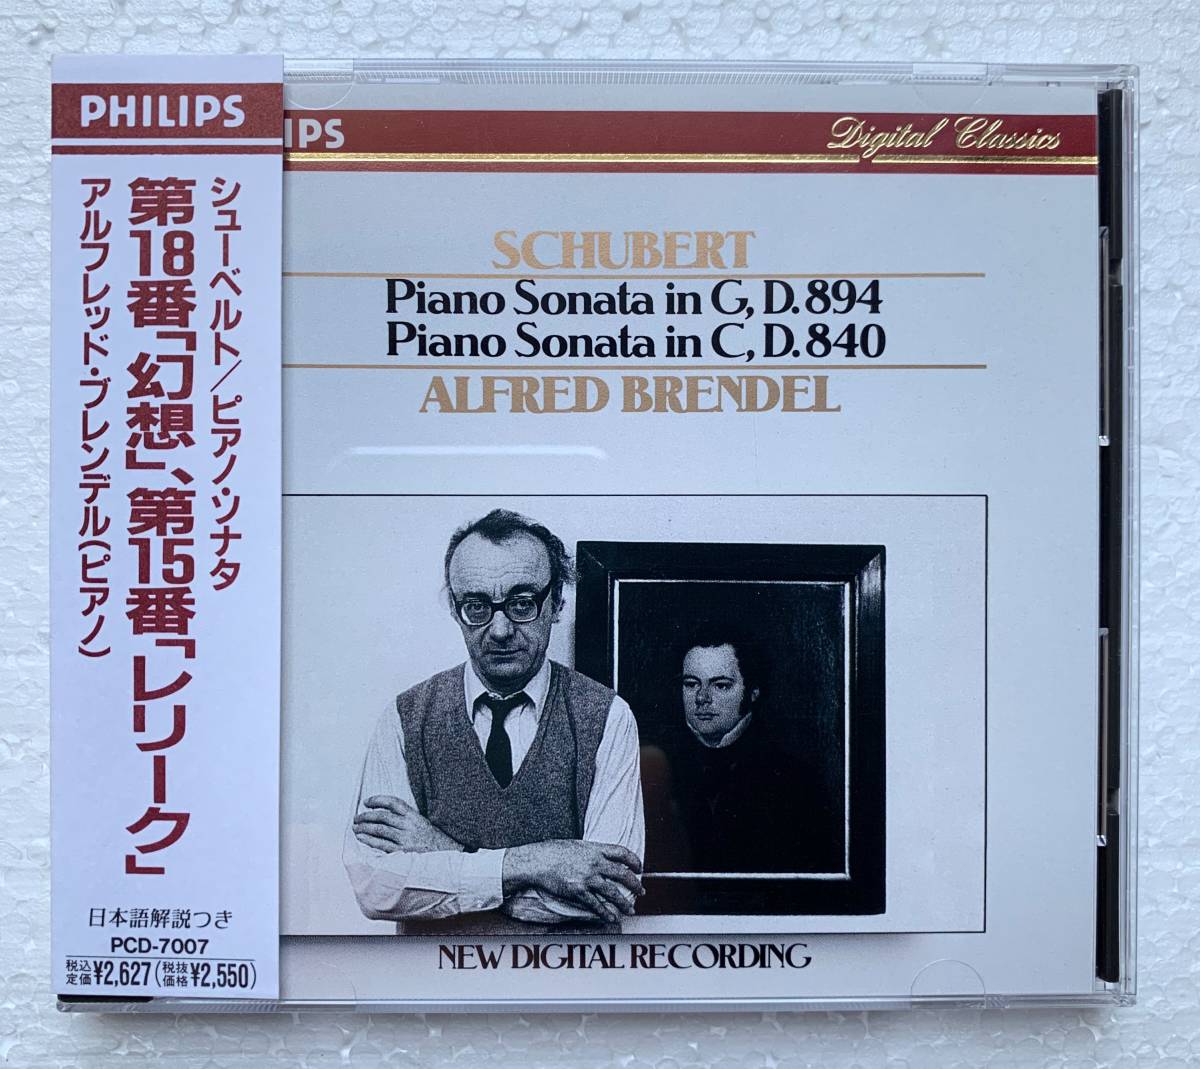 PHILIPS
シューベルト/ピアノ・ソナタ
第18番「幻想」、第15番「レリーク」
アルフレッド・ブレンデル(ピアノ)
日本語解説つき
PCD-7007
税込定価¥2,627(税抜価格¥2,550)
IPS
Digital Classics
SCHUBERT
Piano Sonata in G, D.894
Piano Sonata in C, D.840
ALFRED BRENDEL
NEW DIGITAL RECORDING